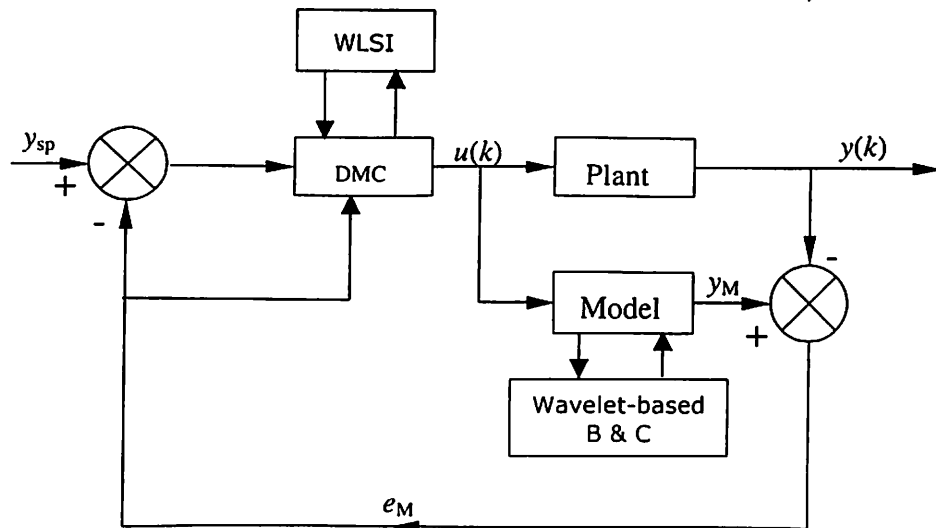 WLSI
y_sp
+
-
DMC
u(k)
Plant
y(k)
-
Model
y_M
+
Wavelet-based
B & C
e_M